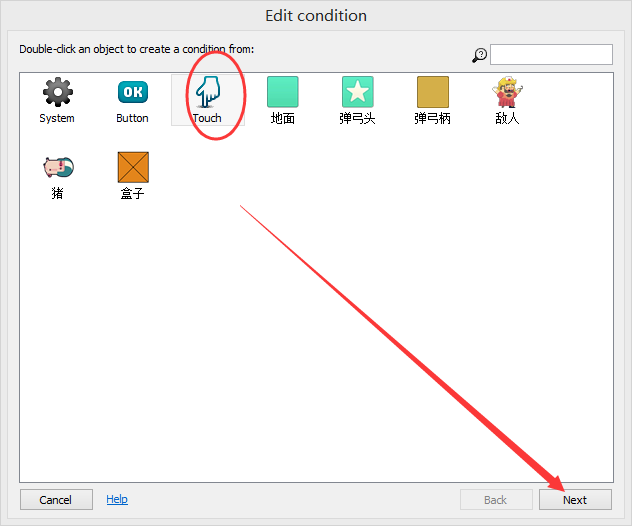 Edit condition
Double-click an object to create a condition from:
System
OK
Button
Touch
地面
弹弓头
弹弓柄
敌人
猪
盒子
Cancel
Help
Back
Next